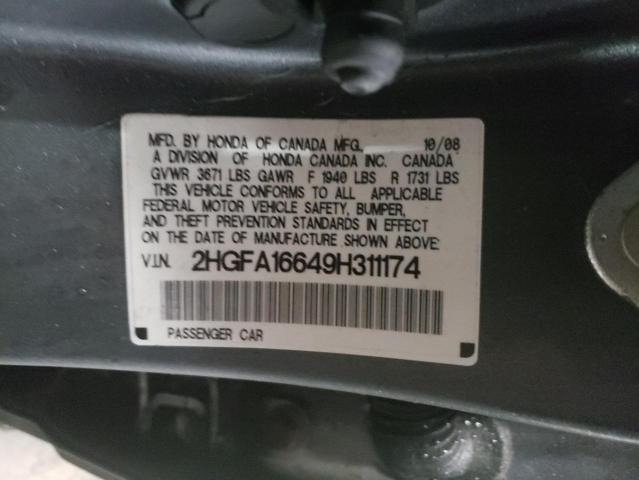 MFD. BY HONDA OF CANADA MFG., 10/08
A DIVISION OF HONDA CANADA INC. CANADA
GVWR 3671 LBS GAWR F 1940 LBS R 1731 LBS
THIS VEHICLE CONFORMS TO ALL APPLICABLE
FEDERAL MOTOR VEHICLE SAFETY, BUMPER,
AND THEFT PREVENTION STANDARDS IN EFFECT
ON THE DATE OF MANUFACTURE SHOWN ABOVE:
V.I.N. 2HGFA16649H311174
PASSENGER CAR